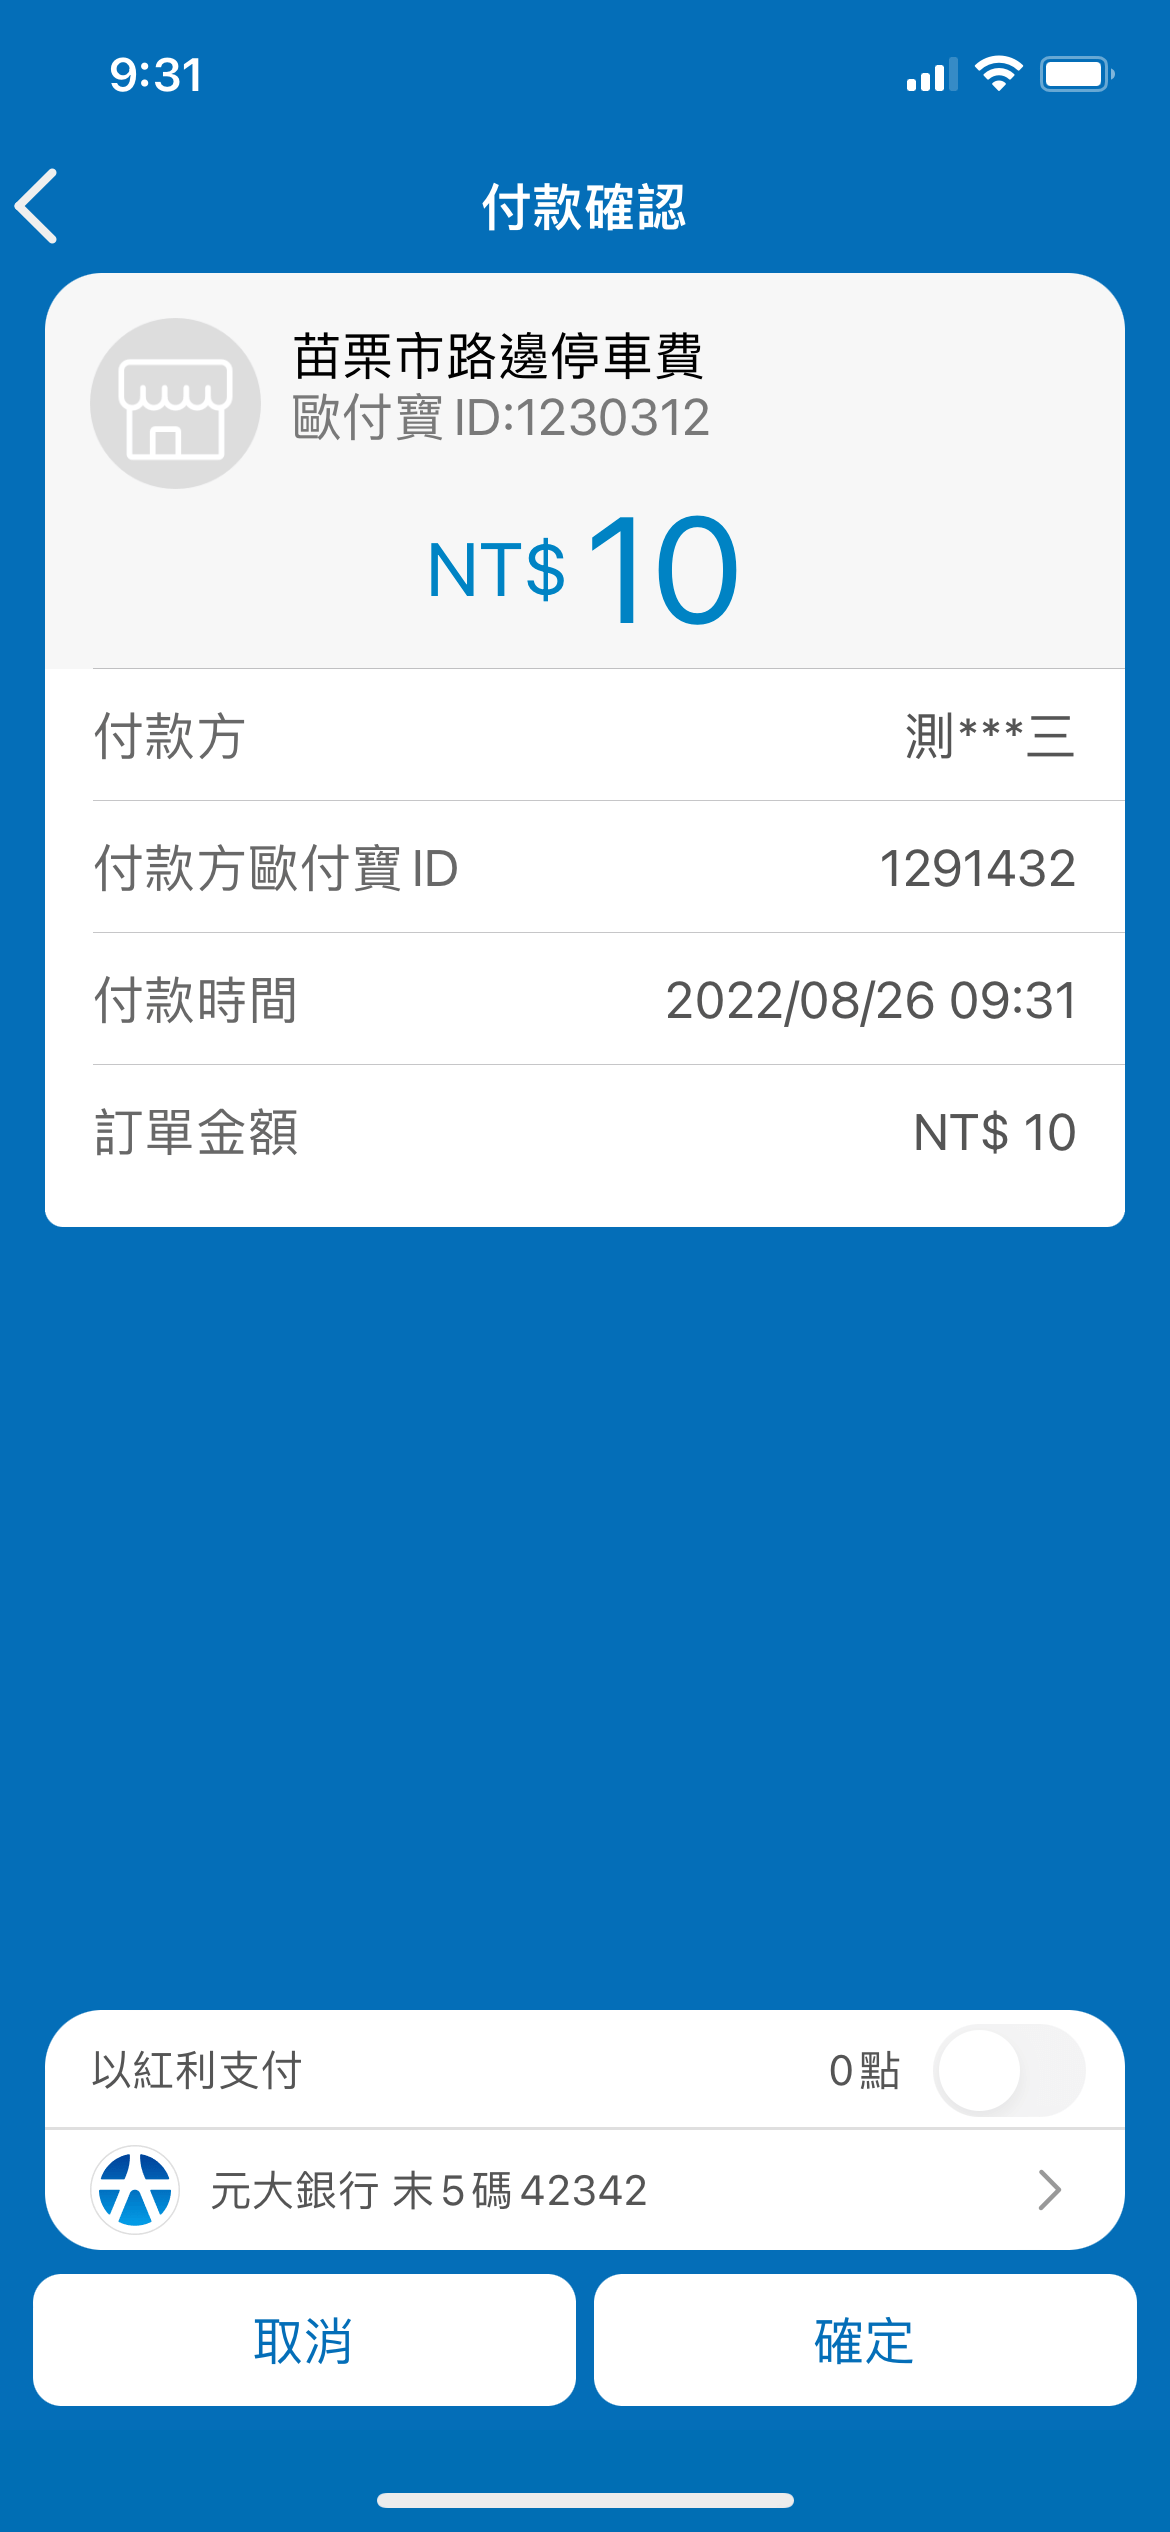 9:31
付款確認
苗栗市路邊停車費
歐付寶 ID:1230312
NT$ 10
付款方 測***三
付款方歐付寶 ID 1291432
付款時間 2022/08/26 09:31
訂單金額 NT$ 10
以紅利支付 0 點
元大銀行 末 5 碼 42342
取消 確定